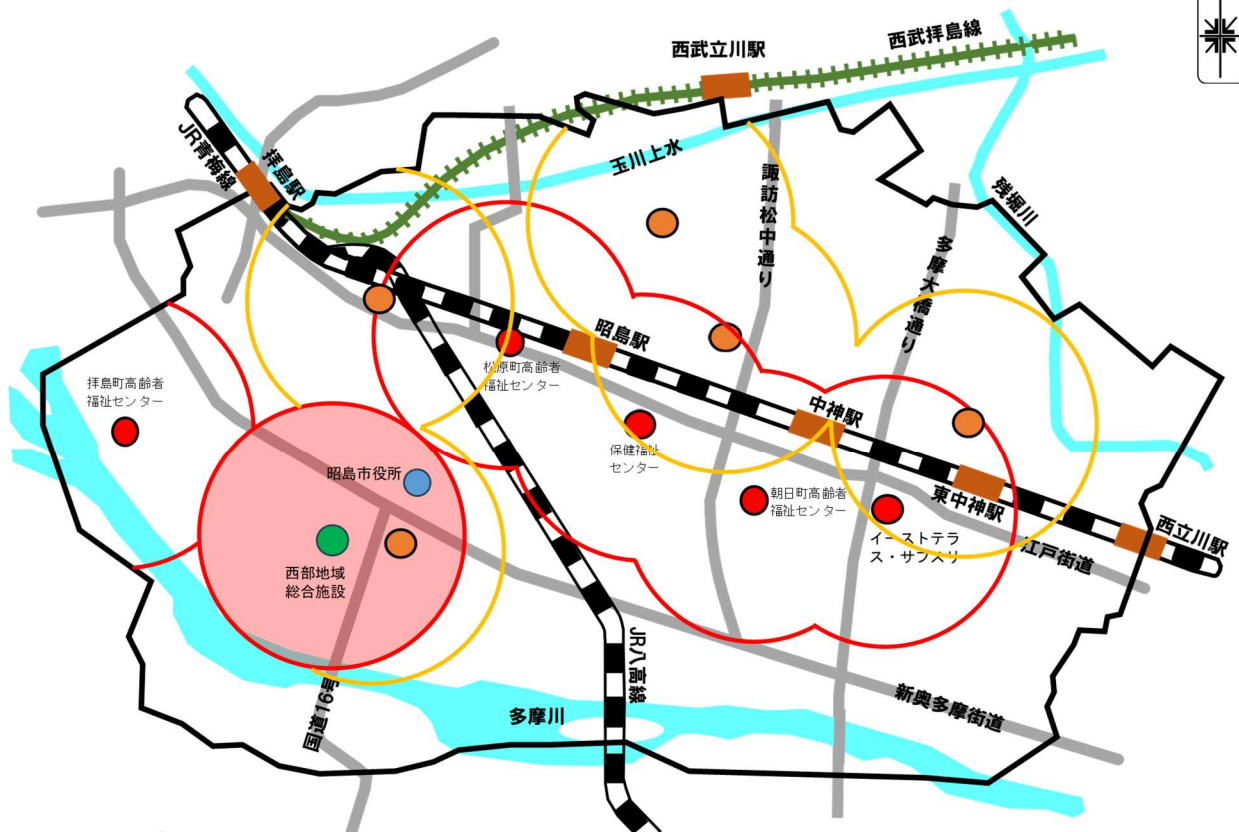 西武立川駅
西武拝島線
JR青梅線
拝島駅
玉川上水
諏訪松中通り
多摩大橋通り
残堀川
昭島駅
松原町高齢者
福祉センター
拝島町高齢者
福祉センター
中神駅
保健福祉
センター
昭島市役所
朝日町高齢者
福祉センター
東中神駅
イーストテラ
ス・サンメリ
江戸街道
西立川駅
西部地域
総合施設
JR八高線
国道16号
多摩川
新奥多摩街道